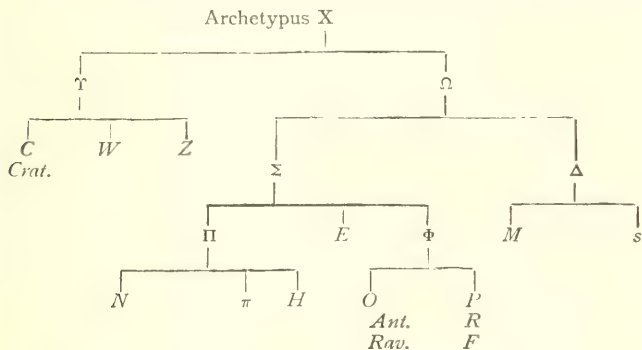 Archetypus X
ϒ Ω
C W Z
Crat.
Σ Δ
Π E Φ M s
N π H O P
Ant. R
Rav. F